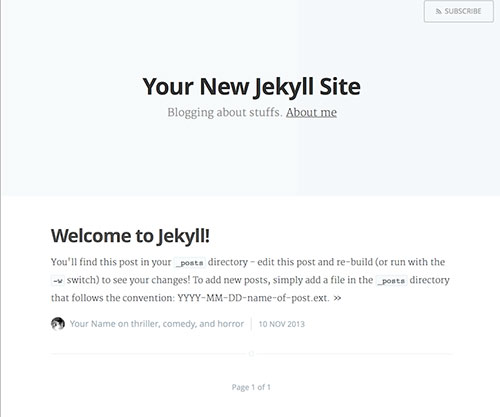 SUBSCRIBE
Your New Jekyll Site
Blogging about stuffs. About me
Welcome to Jekyll!
You'll find this post in your _posts directory - edit this post and re-build (or run with the
-w switch) to see your changes! To add new posts, simply add a file in the _posts directory
that follows the convention: YYYY-MM-DD-name-of-post.ext. »
Your Name on thriller, comedy, and horror 10 NOV 2013
Page 1 of 1